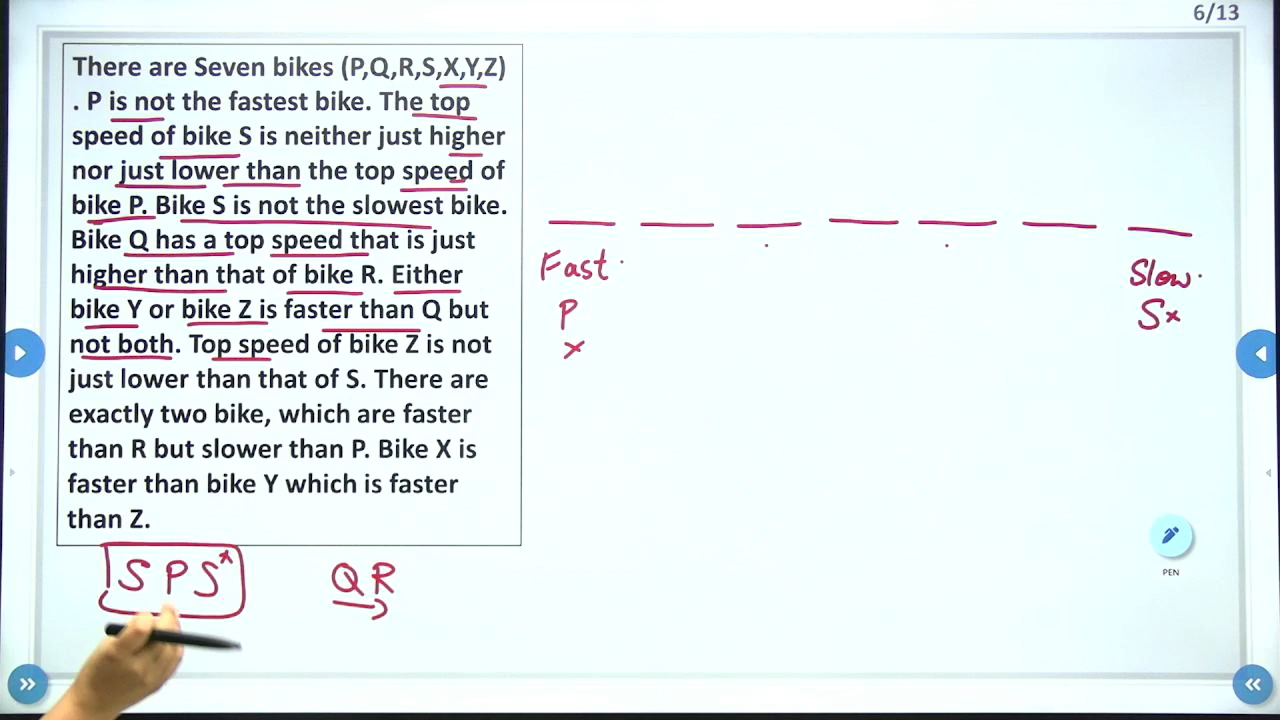 6/13
There are Seven bikes (P,Q,R,S,X,Y,Z)
. P is not the fastest bike. The top
speed of bike S is neither just higher
nor just lower than the top speed of
bike P. Bike S is not the slowest bike.
Bike Q has a top speed that is just
higher than that of bike R. Either
bike Y or bike Z is faster than Q but
not both. Top speed of bike Z is not
just lower than that of S. There are
exactly two bike, which are faster
than R but slower than P. Bike X is
faster than bike Y which is faster
than Z.
Fast
Slow
P
S x
x
PEN
S P S x
Q R